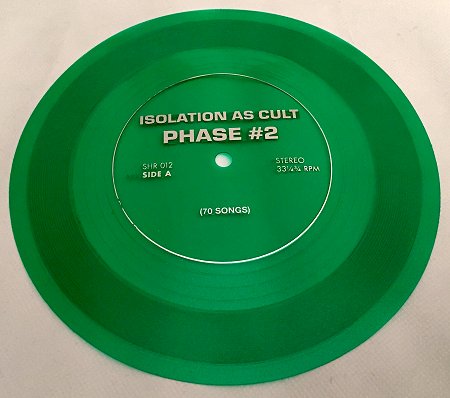 ISOLATION AS CULT
PHASE #2
SHR 012
SIDE A
STEREO
33⅓ RPM
(70 SONGS)